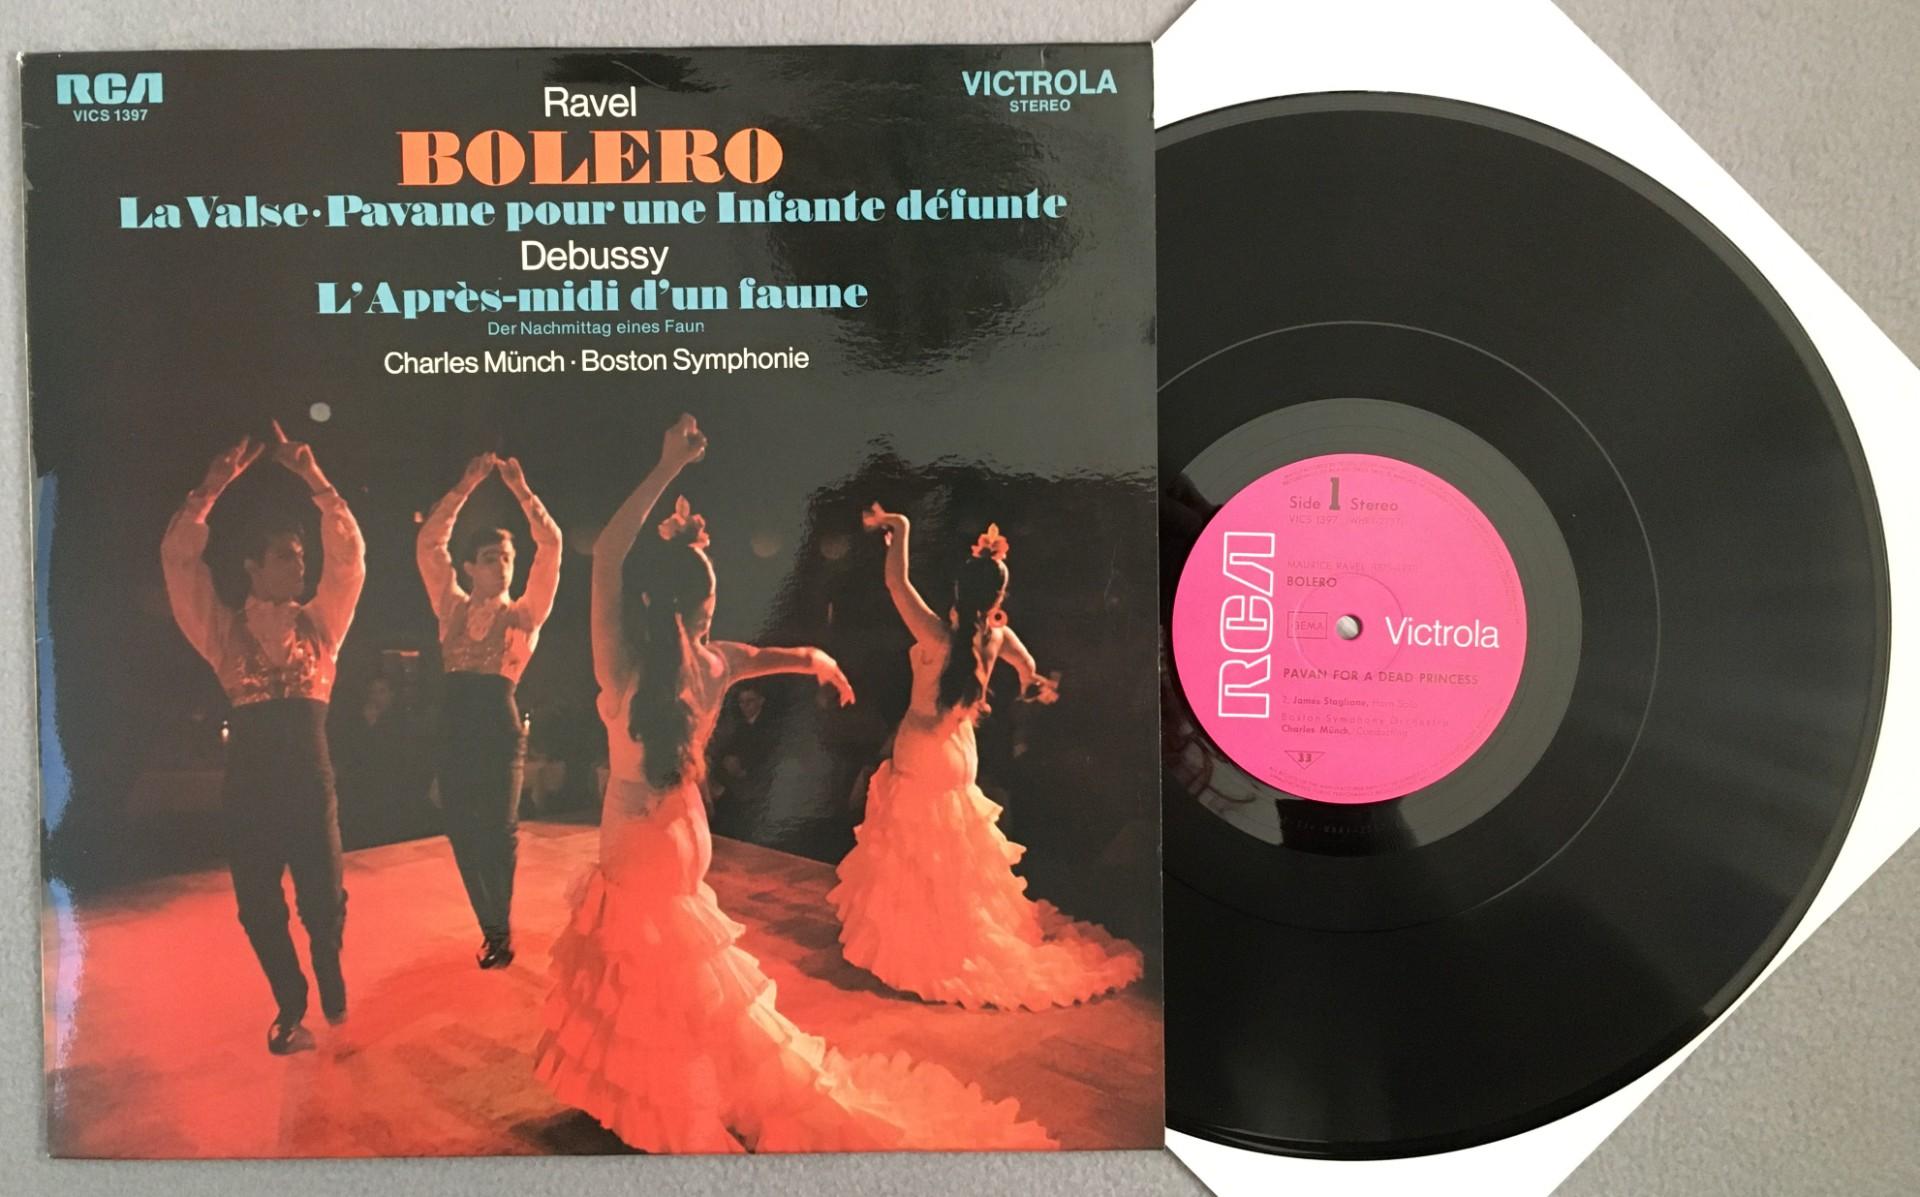 RCA
VICS 1397
VICTROLA
STEREO
Ravel
BOLERO
La Valse·Pavane pour une Infante défunte
Debussy
L'Après-midi d'un faune
Der Nachmittag eines Faun
Charles Münch · Boston Symphonie
Side 1 Stereo
VICS 1397
MAURICE RAVEL
BOLERO
RCA
GEMA
Victrola
PAVAN FOR A DEAD PRINCESS
2. James Stagliano, Horn Solo
Boston Symphony Orchestra
Charles Münch, Conducting
33